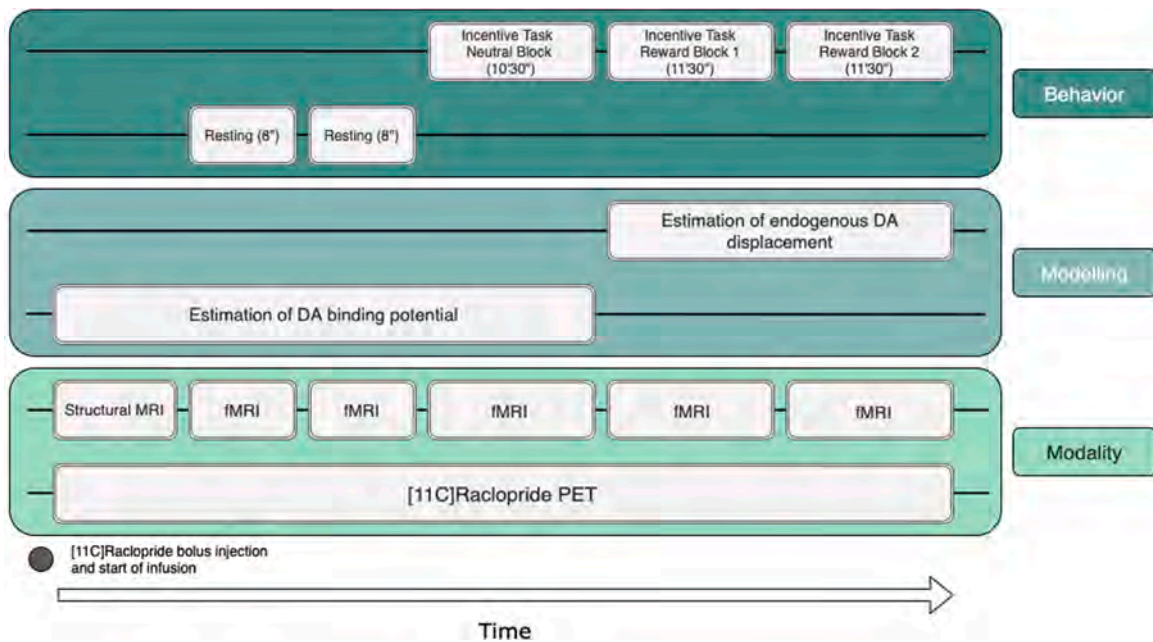 Incentive Task
Neutral Block
(10'30")
Incentive Task
Reward Block 1
(11'30")
Incentive Task
Reward Block 2
(11'30")
Behavior
Resting (8")
Resting (8")
Estimation of endogenous DA
displacement
Modelling
Estimation of DA binding potential
Structural MRI
fMRI
fMRI
fMRI
fMRI
fMRI
Modality
[11C]Raclopride PET
[11C]Raclopride bolus injection
and start of infusion
Time